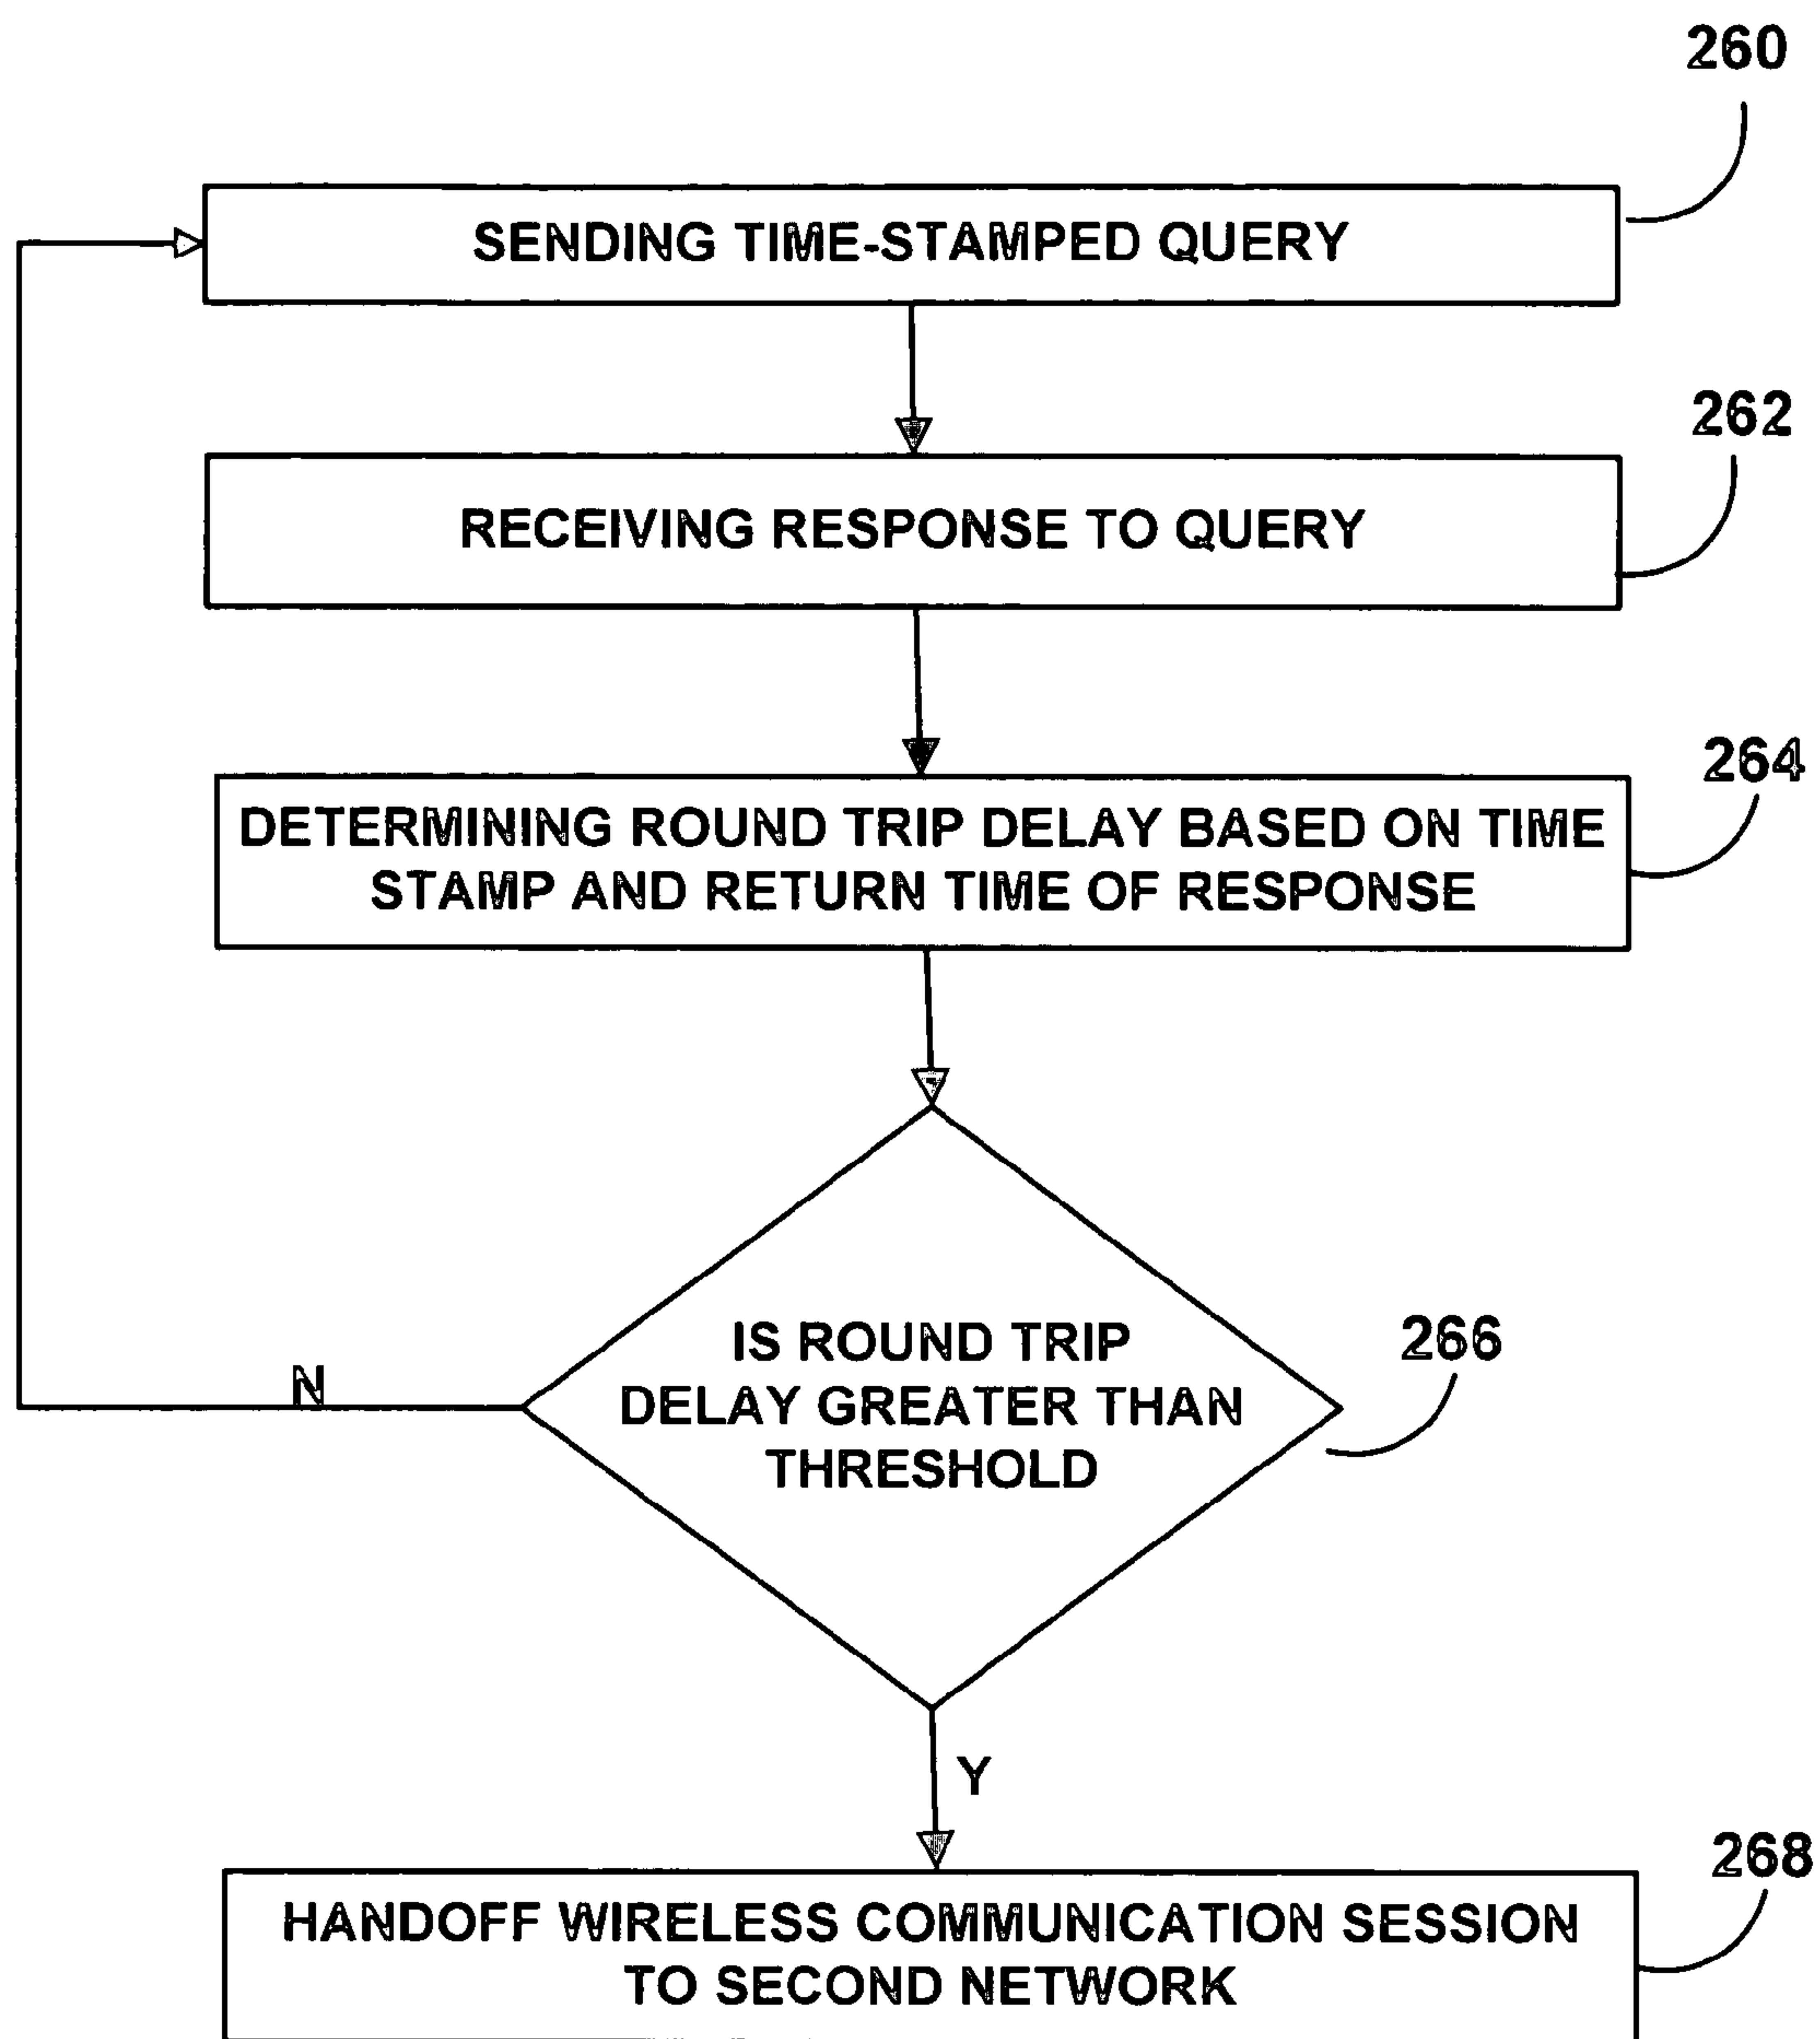 260
SENDING TIME-STAMPED QUERY
262
RECEIVING RESPONSE TO QUERY
264
DETERMINING ROUND TRIP DELAY BASED ON TIME
STAMP AND RETURN TIME OF RESPONSE
IS ROUND TRIP
DELAY GREATER THAN
THRESHOLD
266
N
Y
268
HANDOFF WIRELESS COMMUNICATION SESSION
TO SECOND NETWORK